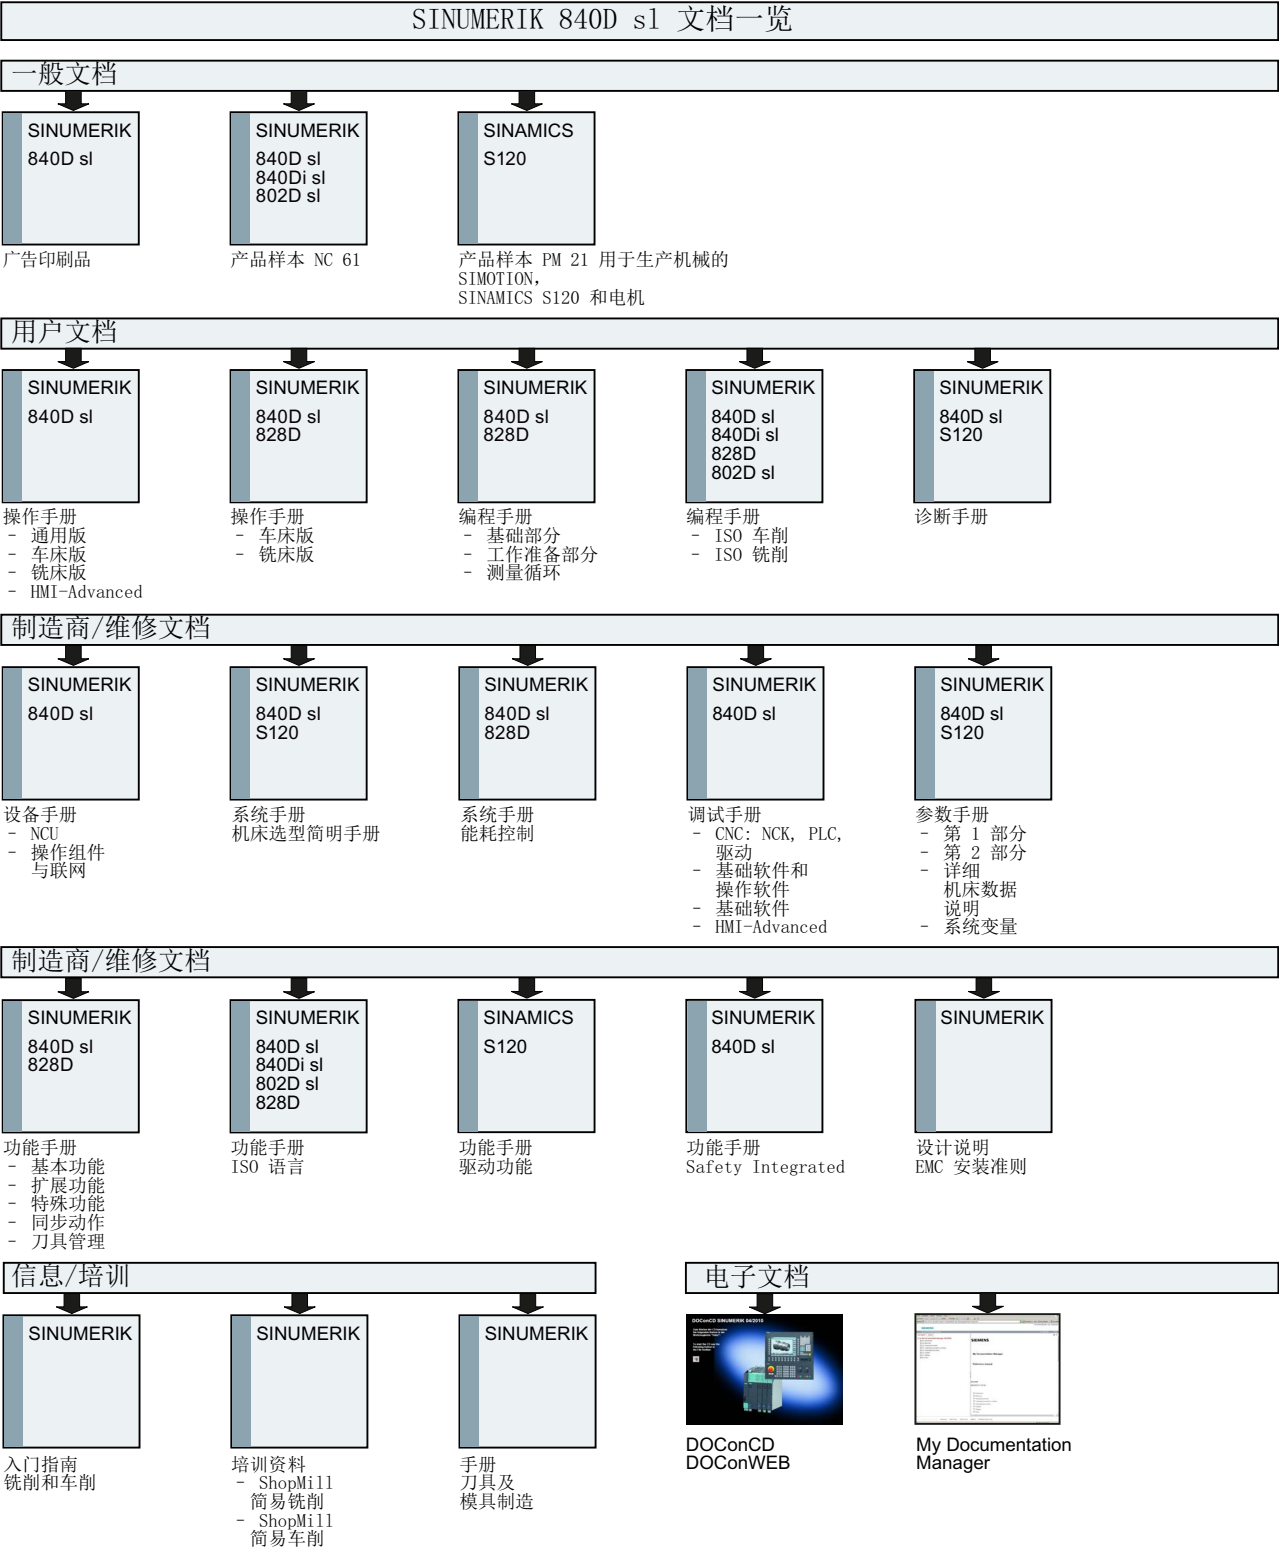 SINUMERIK 840D sl 文档一览
一般文档
SINUMERIK
840D sl
广告印刷品
SINUMERIK
840D sl
840Di sl
802D sl
产品样本 NC 61
SINAMICS
S120
产品样本 PM 21 用于生产机械的
SIMOTION,
SINAMICS S120 和电机
用户文档
SINUMERIK
840D sl
操作手册
- 通用版
- 车床版
- 铣床版
- HMI-Advanced
SINUMERIK
840D sl
828D
操作手册
- 车床版
- 铣床版
SINUMERIK
840D sl
828D
编程手册
- 基础部分
- 工作准备部分
- 测量循环
SINUMERIK
840D sl
840Di sl
828D
802D sl
编程手册
- ISO 车削
- ISO 铣削
SINUMERIK
840D sl
S120
诊断手册
制造商/维修文档
SINUMERIK
840D sl
设备手册
- NCU
- 操作组件
与联网
SINUMERIK
840D sl
S120
系统手册
机床选型简明手册
SINUMERIK
840D sl
828D
系统手册
能耗控制
SINUMERIK
840D sl
调试手册
- CNC: NCK, PLC,
驱动
- 基础软件和
操作软件
- 基础软件
- HMI-Advanced
SINUMERIK
840D sl
S120
参数手册
- 第 1 部分
- 第 2 部分
- 详细
机床数据
说明
- 系统变量
制造商/维修文档
SINUMERIK
840D sl
828D
功能手册
- 基本功能
- 扩展功能
- 特殊功能
- 同步动作
- 刀具管理
SINUMERIK
840D sl
840Di sl
802D sl
828D
功能手册
ISO 语言
SINAMICS
S120
功能手册
驱动功能
SINUMERIK
840D sl
功能手册
Safety Integrated
SINUMERIK
设计说明
EMC 安装准则
信息/培训
SINUMERIK
入门指南
铣削和车削
SINUMERIK
培训资料
- ShopMill
简易铣削
- ShopMill
简易车削
SINUMERIK
手册
刀具及
模具制造
电子文档
DOConCD SINUMERIK 04/2010
DOConCD
DOConWEB
SIEMENS
My Documentation Manager
My Documentation
Manager